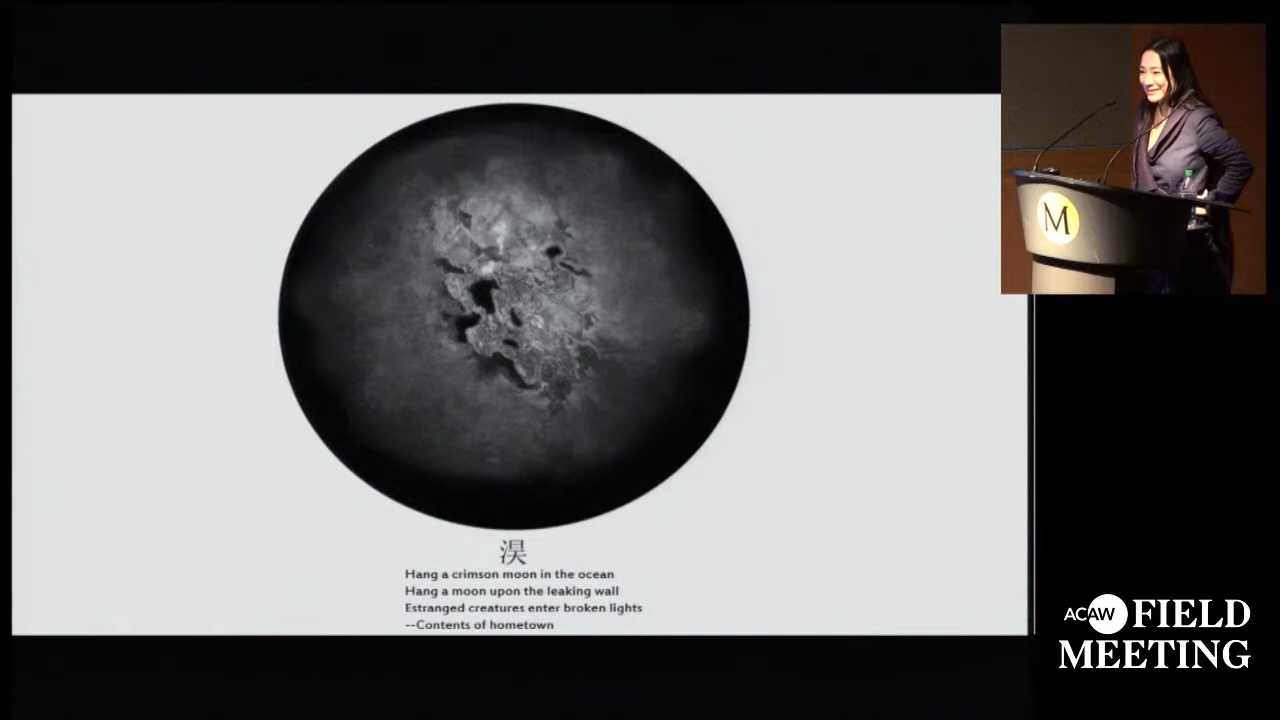 淏
Hang a crimson moon in the ocean
Hang a moon upon the leaking wall
Estranged creatures enter broken lights
--Contents of hometown
M
ACAW FIELD
MEETING